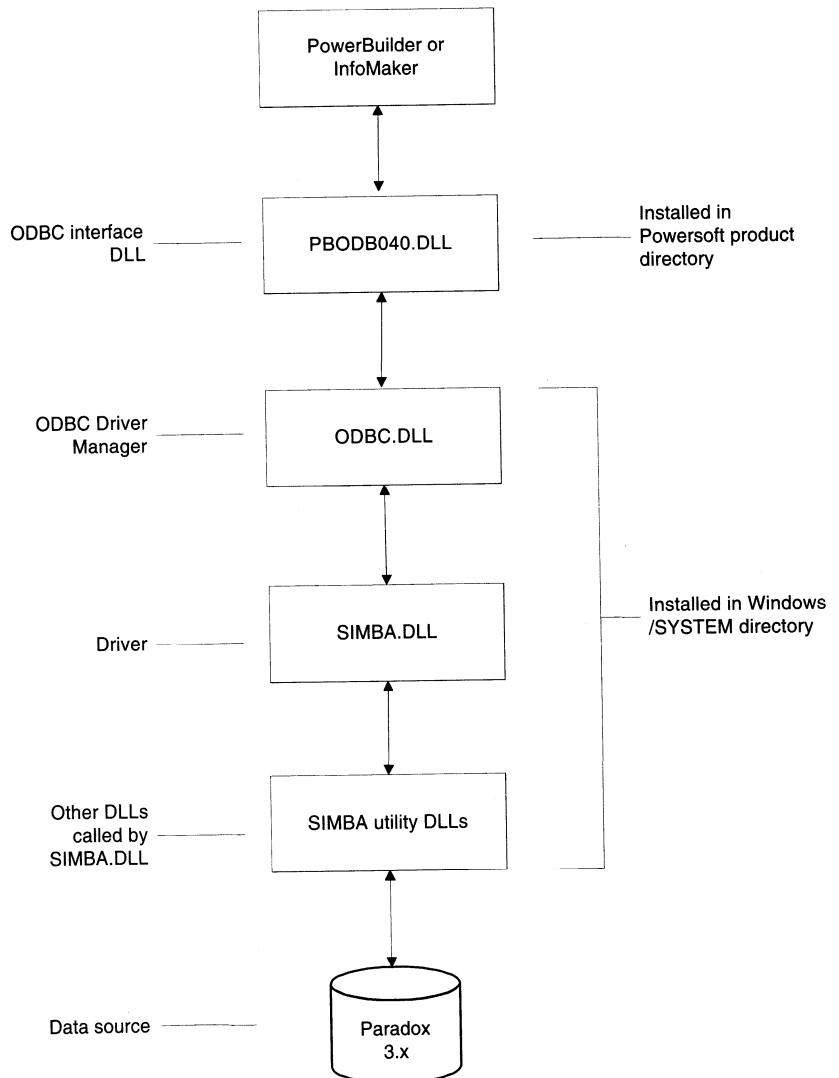 PowerBuilder or
InfoMaker
ODBC interface
DLL
PBODB040.DLL
Installed in
Powersoft product
directory
ODBC Driver
Manager
ODBC.DLL
Driver
SIMBA.DLL
Installed in Windows
/SYSTEM directory
Other DLLs
called by
SIMBA.DLL
SIMBA utility DLLs
Data source
Paradox
3.x